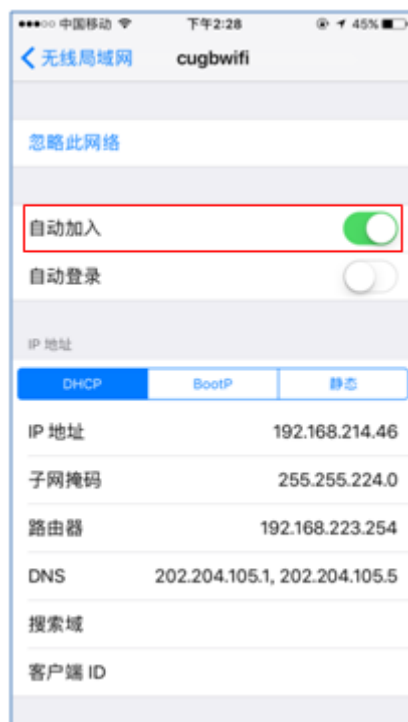 中国移动 下午2:28 45%
无线局域网 cugbwifi
忽略此网络
自动加入
自动登录
IP 地址
DHCP BootP 静态
IP 地址 192.168.214.46
子网掩码 255.255.224.0
路由器 192.168.223.254
DNS 202.204.105.1, 202.204.105.5
搜索域
客户端 ID